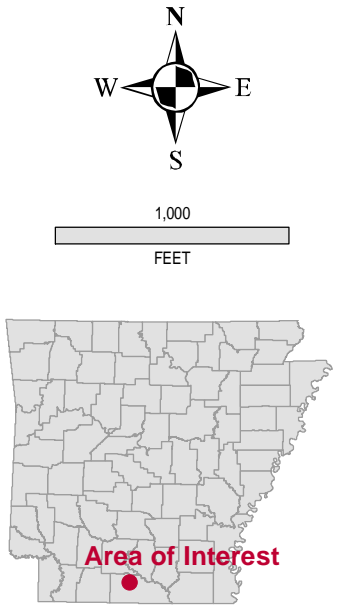 N
W E
S
1,000
FEET
Area of Interest